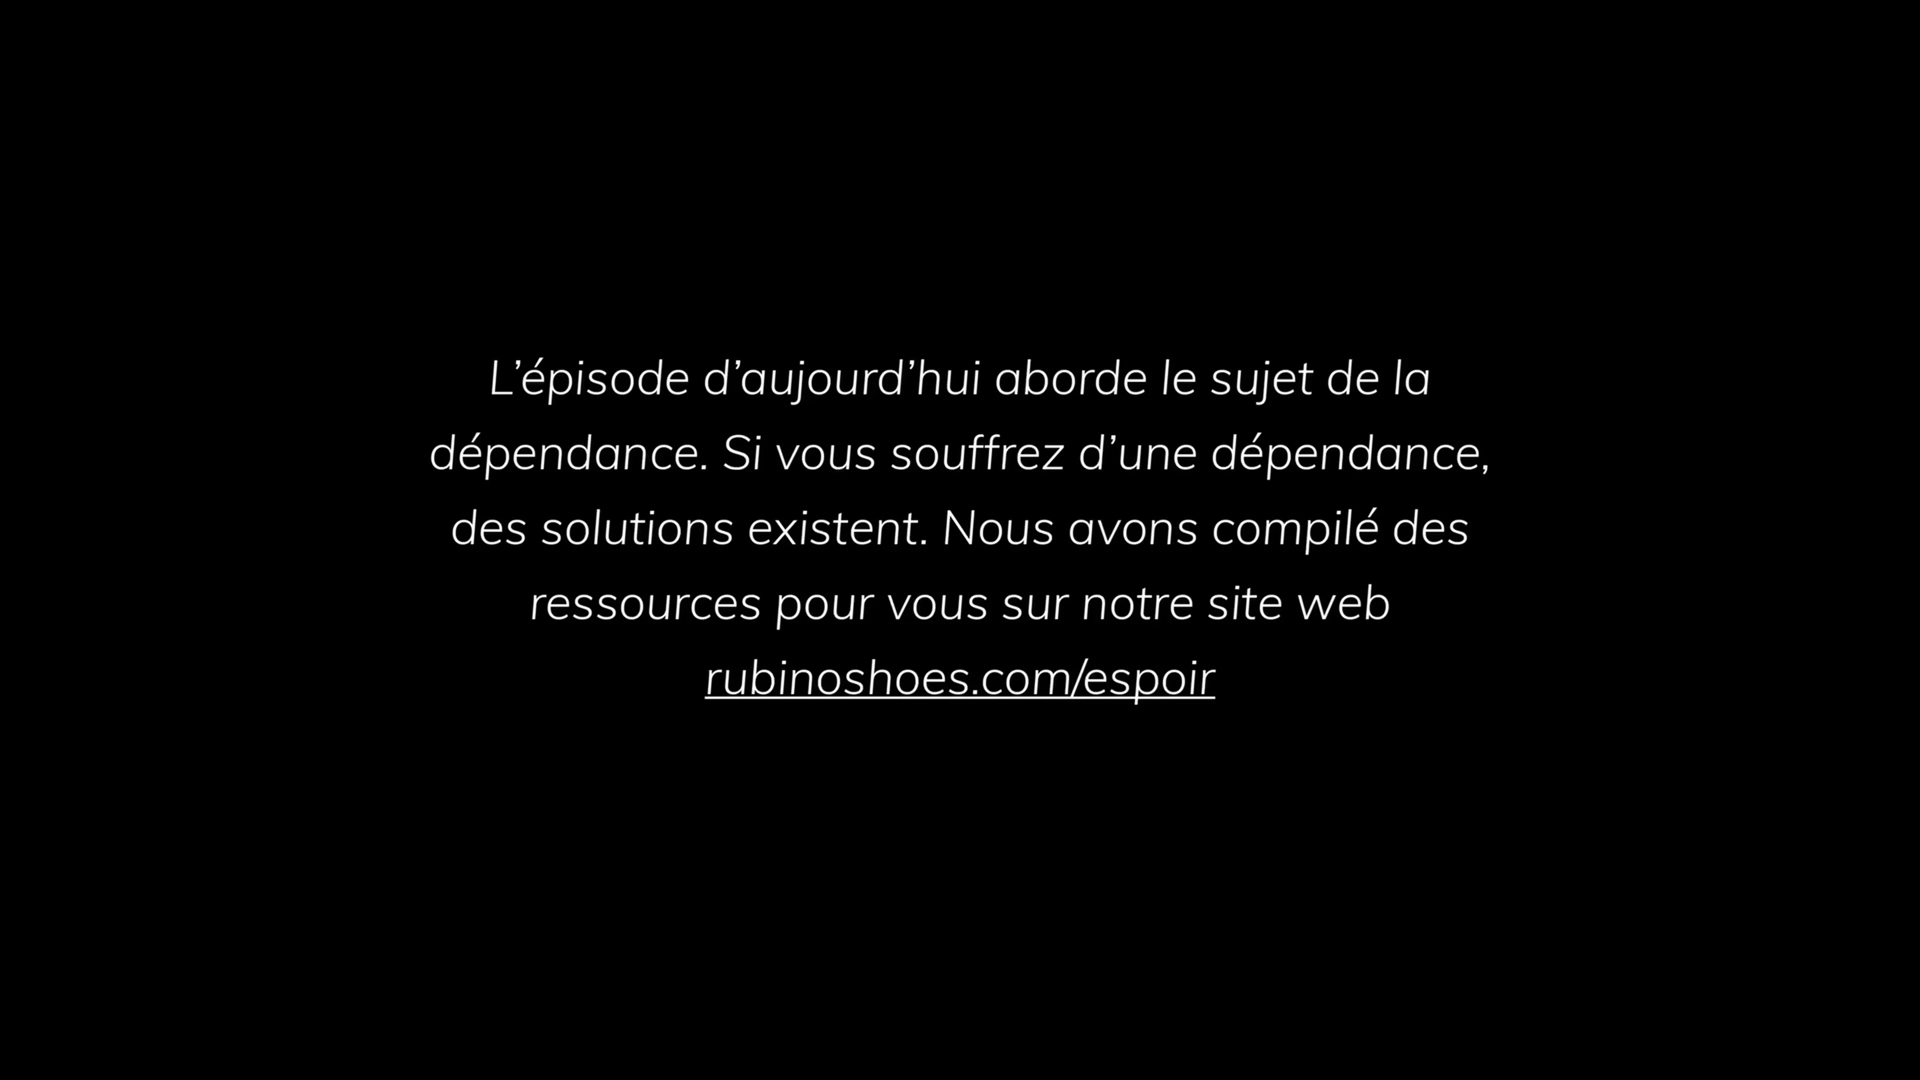 L’épisode d’aujourd’hui aborde le sujet de la
dépendance. Si vous souffrez d’une dépendance,
des solutions existent. Nous avons compilé des
ressources pour vous sur notre site web
rubinoshoes.com/espoir